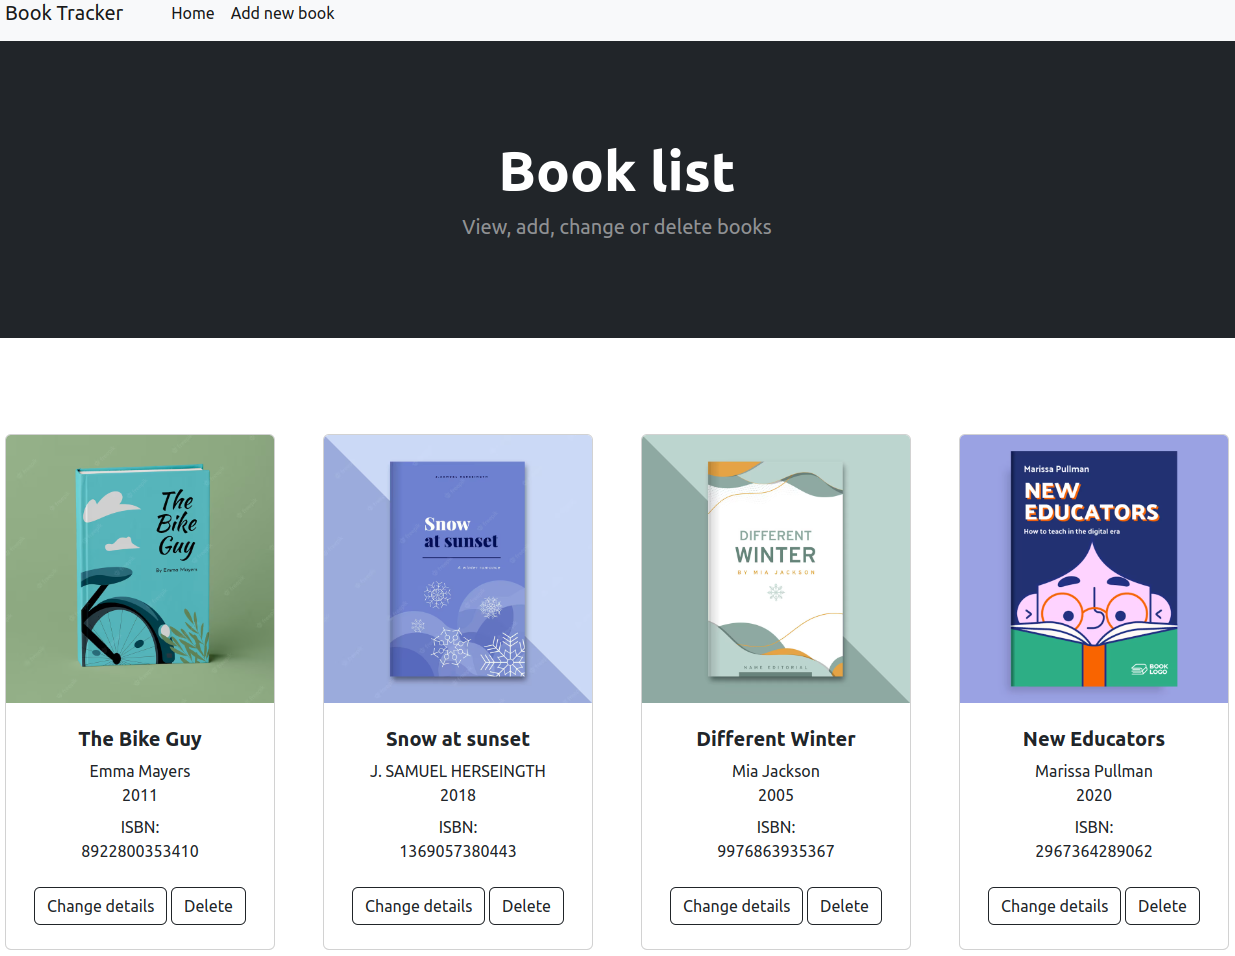 Book Tracker
Home
Add new book
Book list
View, add, change or delete books
The
Bike
Guy
By Emma Mayers
Snow
at sunset
a winter romance
DIFFERENT
WINTER
BY MIA JACKSON
NAME EDITORIAL
Marissa Pullman
NEW
EDUCATORS
How to teach in the digital era
BOOK
LOGO
The Bike Guy
Emma Mayers
2011
ISBN:
8922800353410
Change details
Delete
Snow at sunset
J. SAMUEL HERSEINGTH
2018
ISBN:
1369057380443
Change details
Delete
Different Winter
Mia Jackson
2005
ISBN:
9976863935367
Change details
Delete
New Educators
Marissa Pullman
2020
ISBN:
2967364289062
Change details
Delete